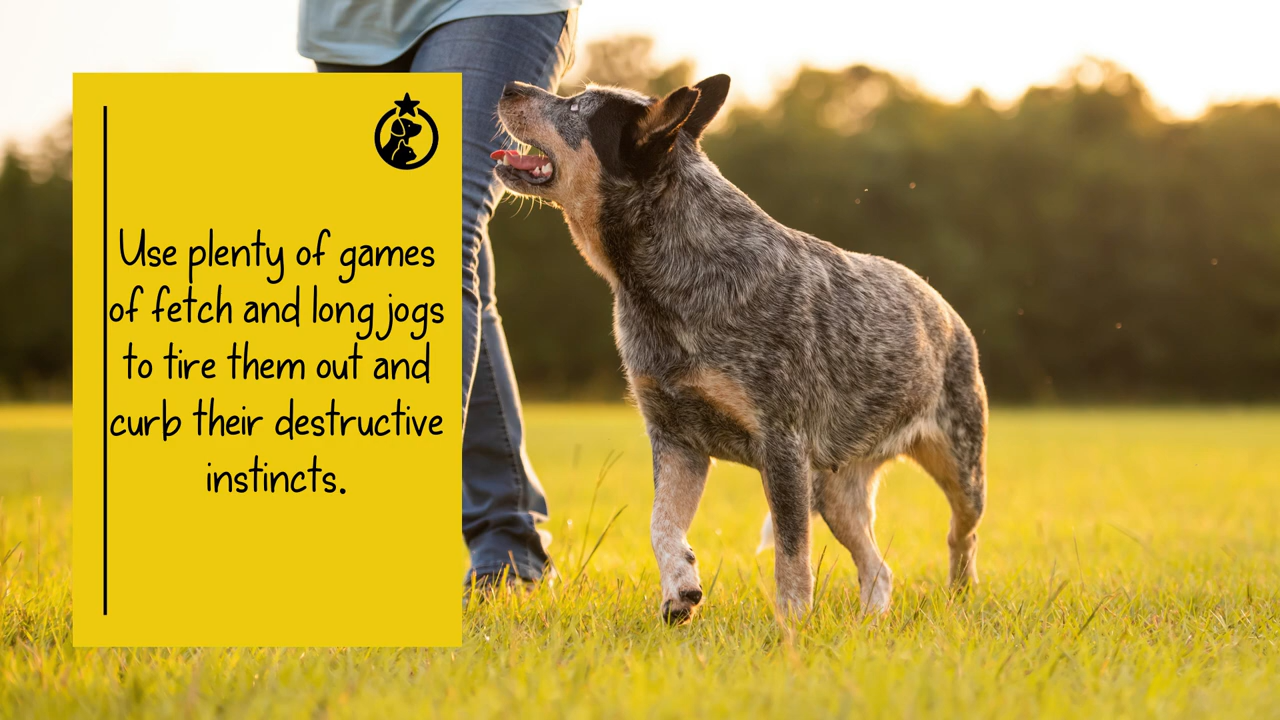 Use plenty of games
of fetch and long jogs
to tire them out and
curb their destructive
instincts.